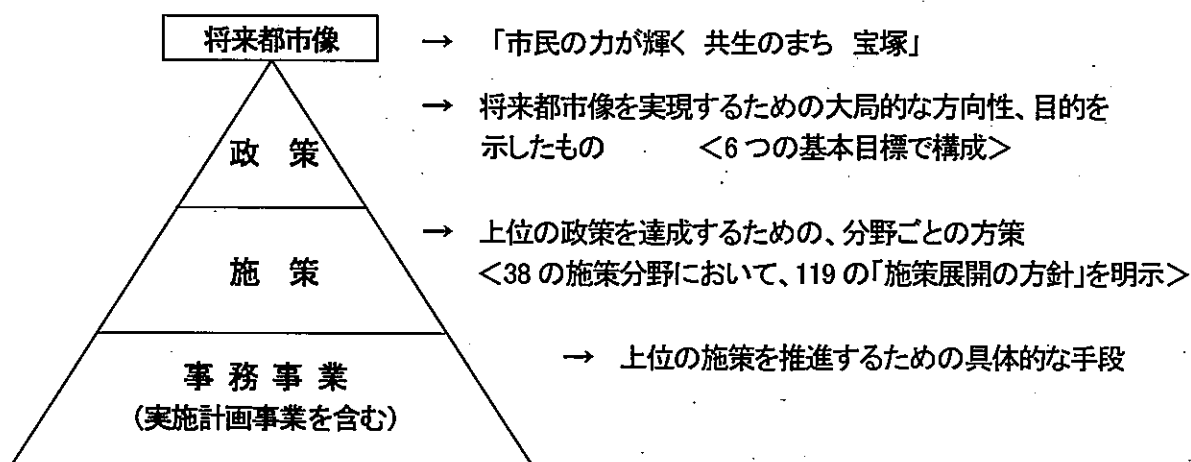 将来都市像 → 「市民の力が輝く 共生のまち 宝塚」
政 策 → 将来都市像を実現するための大局的な方向性、目的を
示したもの <6つの基本目標で構成>
施 策 → 上位の政策を達成するための、分野ごとの方策
<38の施策分野において、119の「施策展開の方針」を明示>
事 務 事 業 → 上位の施策を推進するための具体的な手段
(実施計画事業を含む)